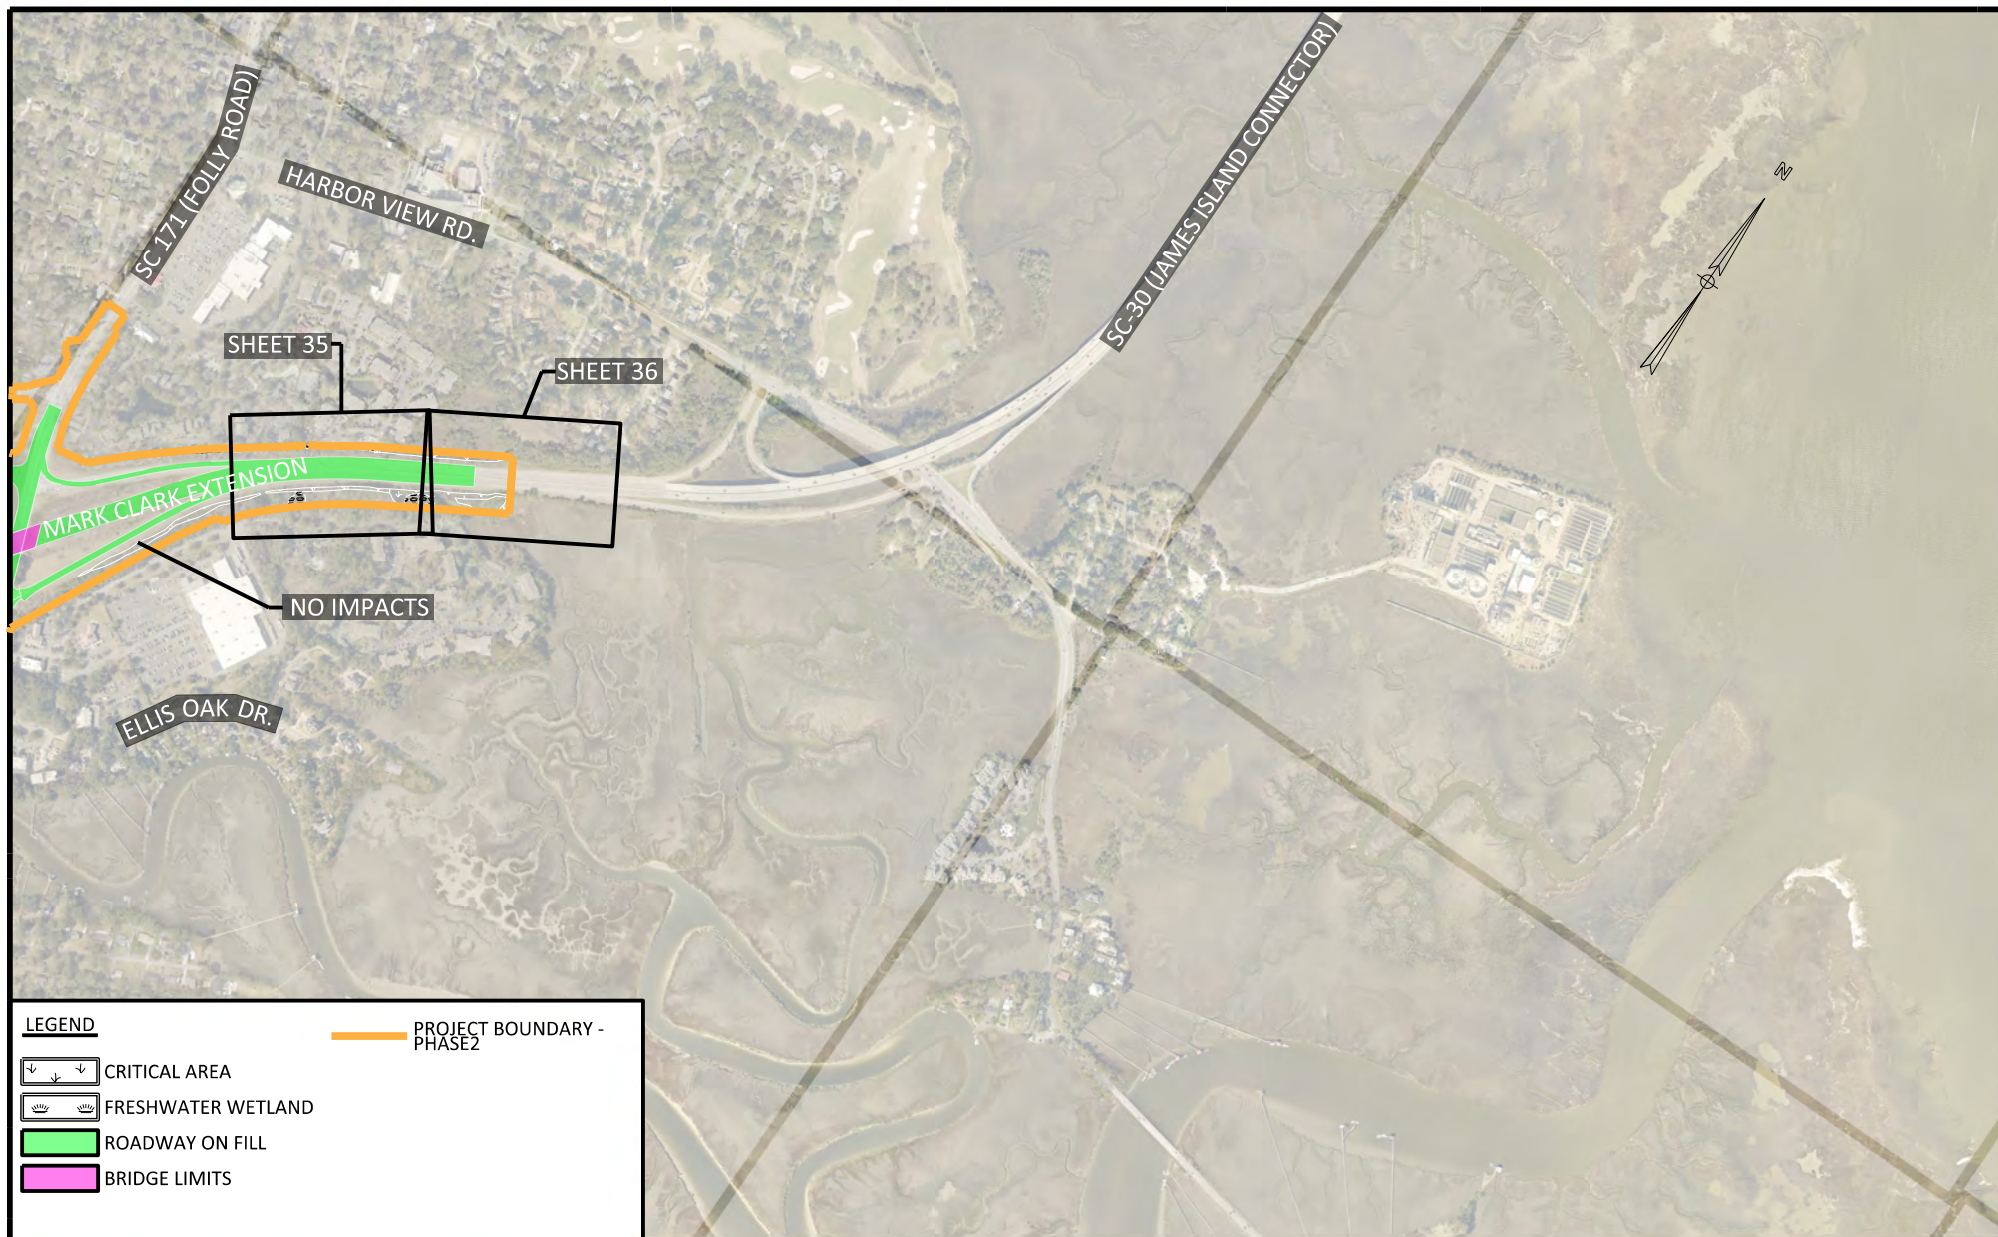 SC 171 (FOLLY ROAD)
HARBOR VIEW RD.
SC-30 (JAMES ISLAND CONNECTOR)
N
SHEET 35
SHEET 36
MARK CLARK EXTENSION
NO IMPACTS
ELLIS OAK DR.
LEGEND
PROJECT BOUNDARY -
PHASE2
CRITICAL AREA
FRESHWATER WETLAND
ROADWAY ON FILL
BRIDGE LIMITS